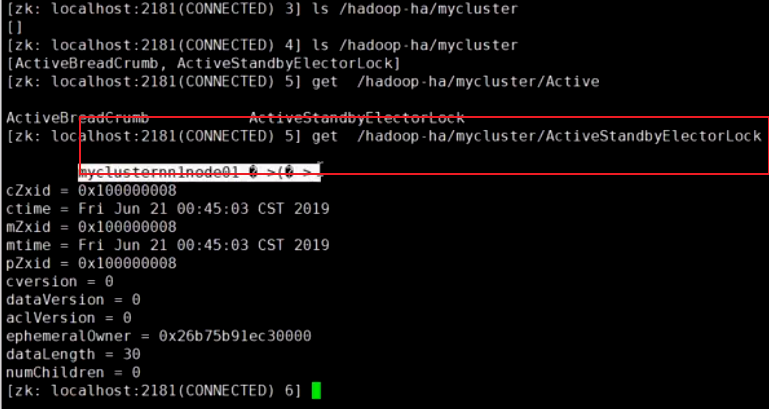 [zk: localhost:2181(CONNECTED) 3] ls /hadoop-ha/mycluster
[]
[zk: localhost:2181(CONNECTED) 4] ls /hadoop-ha/mycluster
[ActiveBreadCrumb, ActiveStandbyElectorLock]
[zk: localhost:2181(CONNECTED) 5] get  /hadoop-ha/mycluster/Active
ActiveBreadCrumb           ActiveStandbyElectorLock
[zk: localhost:2181(CONNECTED) 5] get  /hadoop-ha/mycluster/ActiveStandbyElectorLock
myclusternn1node01 � >(� >
cZxid = 0x100000008
ctime = Fri Jun 21 00:45:03 CST 2019
mZxid = 0x100000008
mtime = Fri Jun 21 00:45:03 CST 2019
pZxid = 0x100000008
cversion = 0
dataVersion = 0
aclVersion = 0
ephemeralOwner = 0x26b75b91ec30000
dataLength = 30
numChildren = 0
[zk: localhost:2181(CONNECTED) 6]